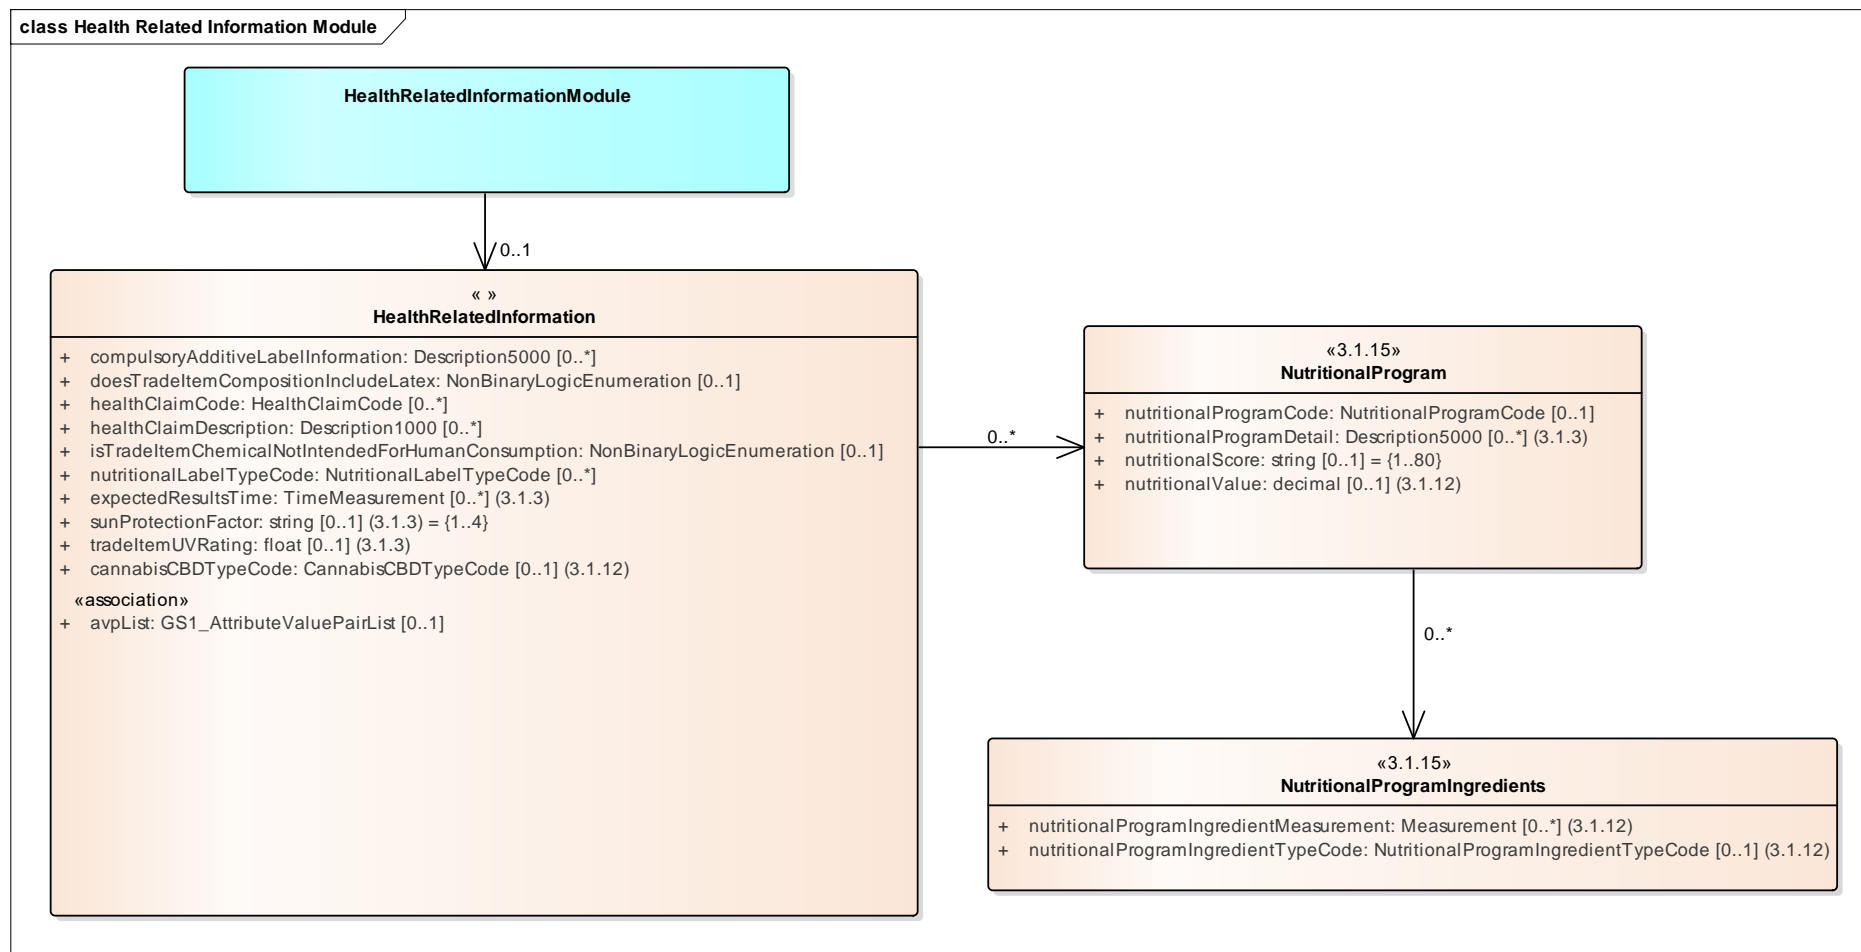 class Health Related Information Module
HealthRelatedInformationModule
0..1
« »
HealthRelatedInformation
+ compulsoryAdditiveLabelInformation: Description5000 [0..*]
+ doesTradeItemCompositionIncludeLatex: NonBinaryLogicEnumeration [0..1]
+ healthClaimCode: HealthClaimCode [0..*]
+ healthClaimDescription: Description1000 [0..*]
+ isTradeItemChemicalNotIntendedForHumanConsumption: NonBinaryLogicEnumeration [0..1]
+ nutritionalLabelTypeCode: NutritionalLabelTypeCode [0..*]
+ expectedResultsTime: TimeMeasurement [0..*] (3.1.3)
+ sunProtectionFactor: string [0..1] (3.1.3) = {1..4}
+ tradeItemUVRating: float [0..1] (3.1.3)
+ cannabisCBDTypeCode: CannabisCBDTypeCode [0..1] (3.1.12)
«association»
+ avpList: GS1_AttributeValuePairList [0..1]
0..*
«3.1.15»
NutritionalProgram
+ nutritionalProgramCode: NutritionalProgramCode [0..1]
+ nutritionalProgramDetail: Description5000 [0..*] (3.1.3)
+ nutritionalScore: string [0..1] = {1..80}
+ nutritionalValue: decimal [0..1] (3.1.12)
0..*
«3.1.15»
NutritionalProgramIngredients
+ nutritionalProgramIngredientMeasurement: Measurement [0..*] (3.1.12)
+ nutritionalProgramIngredientTypeCode: NutritionalProgramIngredientTypeCode [0..1] (3.1.12)